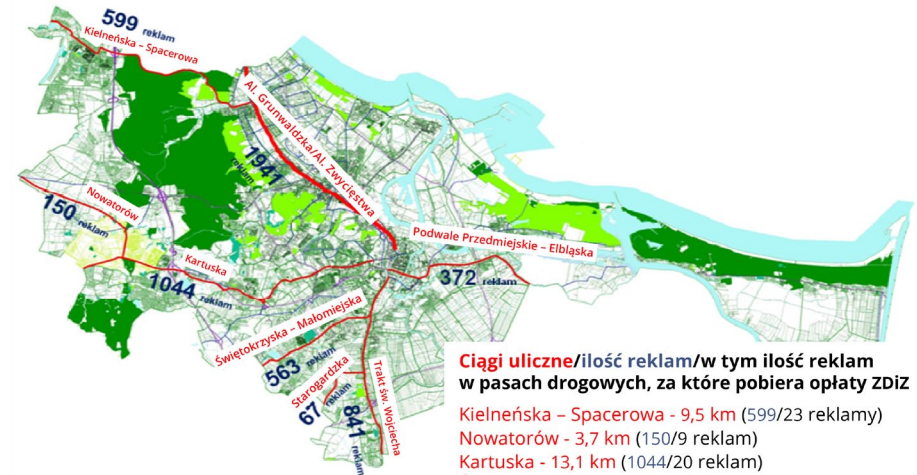 599 reklam
Kielneńska – Spacerowa
Al. Grunwaldzka/Al. Zwycięstwa
1941 reklam
Nowatorów
150 reklam
Podwale Przedmiejskie – Elbląska
Kartuska
1044 reklam
372 reklam
Świętokrzyska – Małomiejska
563 reklam
Starogardzka
67 reklam
Trakt św. Wojciecha
841 reklam
Ciągi uliczne/ilość reklam/w tym ilość reklam
w pasach drogowych, za które pobiera opłaty ZDiZ
Kielneńska – Spacerowa - 9,5 km (599/23 reklamy)
Nowatorów - 3,7 km (150/9 reklam)
Kartuska - 13,1 km (1044/20 reklam)